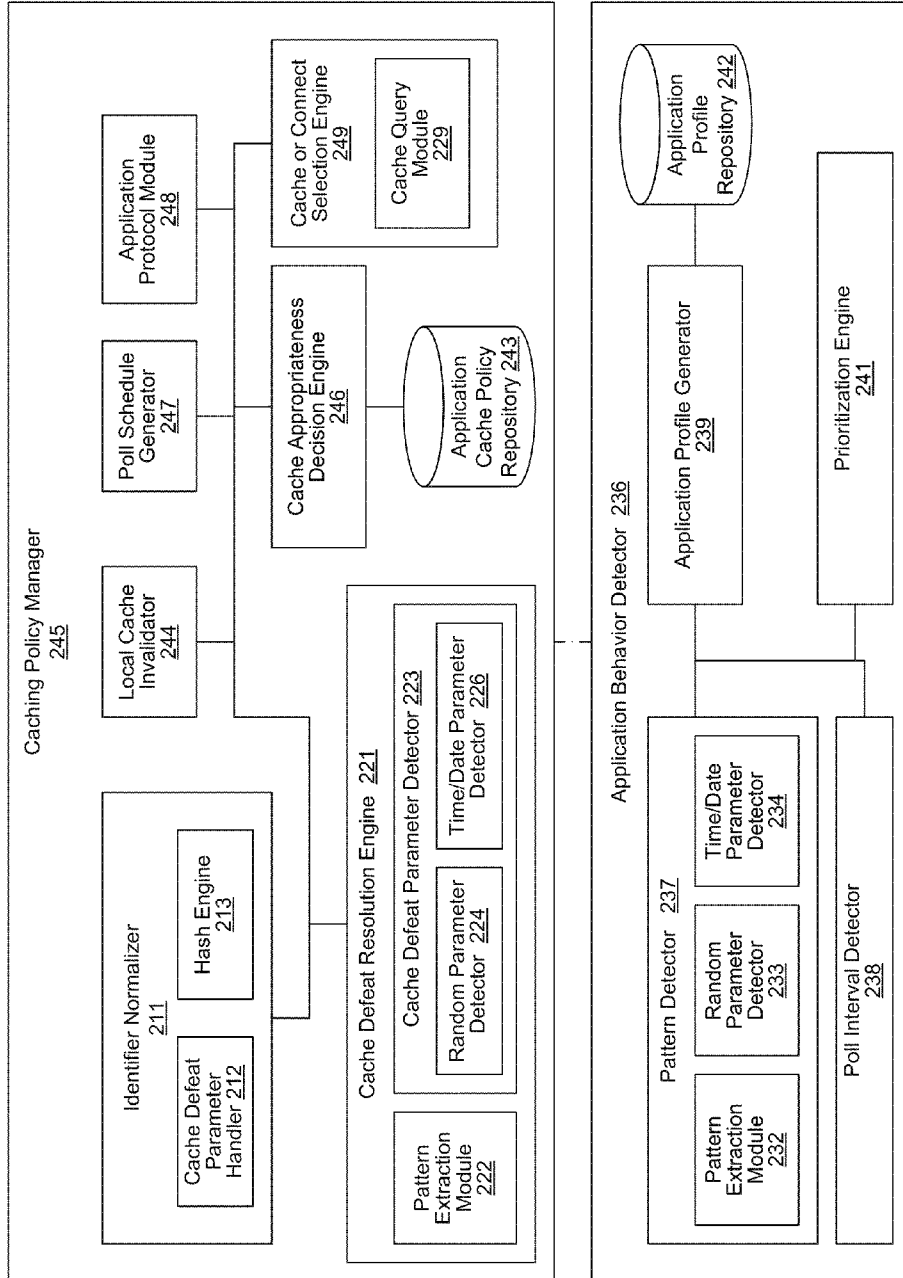 Caching Policy Manager
245
Identifier Normalizer
211
Cache Defeat
Parameter
Handler 212
Hash Engine
213
Local Cache
Invalidator
244
Poll Schedule
Generator
247
Application
Protocol Module
248
Cache Defeat Resolution Engine 221
Pattern
Extraction
Module
222
Cache Defeat Parameter Detector 223
Random Parameter
Detector 224
Time/Date Parameter
Detector 226
Cache Appropriateness
Decision Engine
246
Application
Cache Policy
Repository 243
Cache or Connect
Selection Engine
249
Cache Query
Module
229
Application Behavior Detector 236
Pattern Detector 237
Pattern
Extraction
Module
232
Random
Parameter
Detector
233
Time/Date
Parameter
Detector
234
Application Profile Generator
239
Application
Profile
Repository 242
Poll Interval Detector
238
Prioritization Engine
241